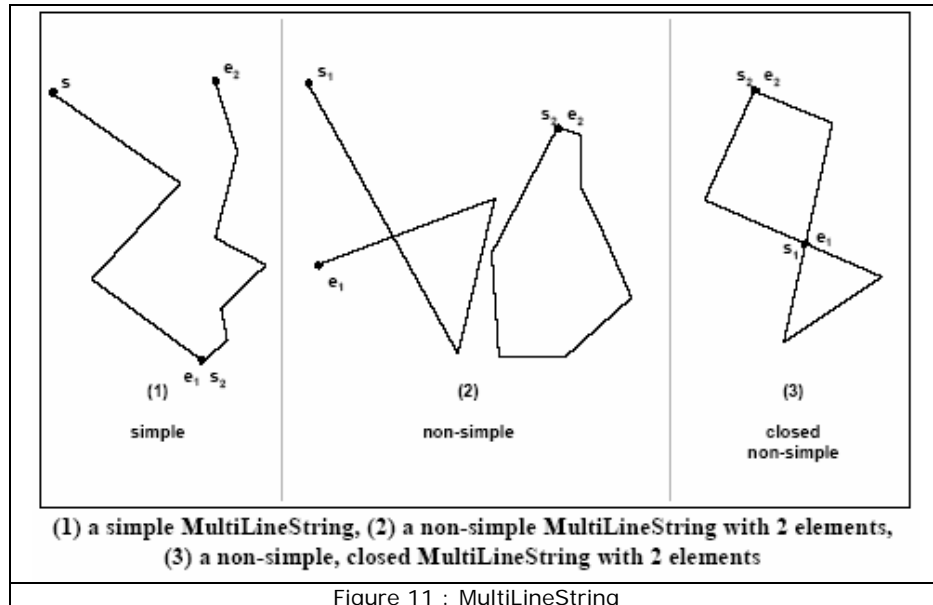 s
e2
e1 s2
(1)
simple
s1
s2 e2
e1
(2)
non-simple
s2 e2
s1 e1
(3)
closed
non-simple
(1) a simple MultiLineString, (2) a non-simple MultiLineString with 2 elements,
(3) a non-simple, closed MultiLineString with 2 elements
Figure 11 : MultiLineString